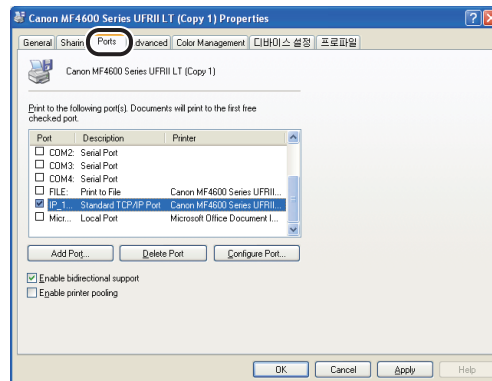 Canon MF4600 Series UFRII LT (Copy 1) Properties
General Sharin Ports dvanced Color Management 디바이스 설정 프로파일
Canon MF4600 Series UFRII LT (Copy 1)
Print to the following port(s). Documents will print to the first free
checked port.
Port Description Printer
COM2: Serial Port
COM3: Serial Port
COM4: Serial Port
FILE: Print to File Canon MF4600 Series UFRII...
IP_1... Standard TCP/IP Port Canon MF4600 Series UFRII...
Micr... Local Port Microsoft Office Document I...
Add Port... Delete Port Configure Port...
Enable bidirectional support
Enable printer pooling
OK Cancel Apply Help